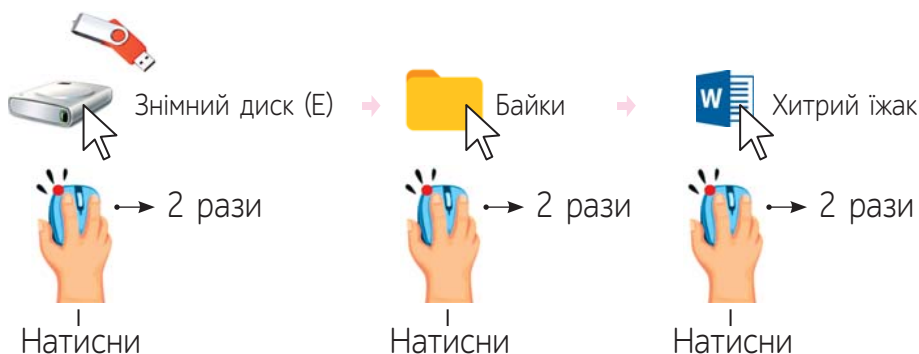 Знімний диск (E) Байки Хитрий їжак
2 рази 2 рази 2 рази
Натисни Натисни Натисни